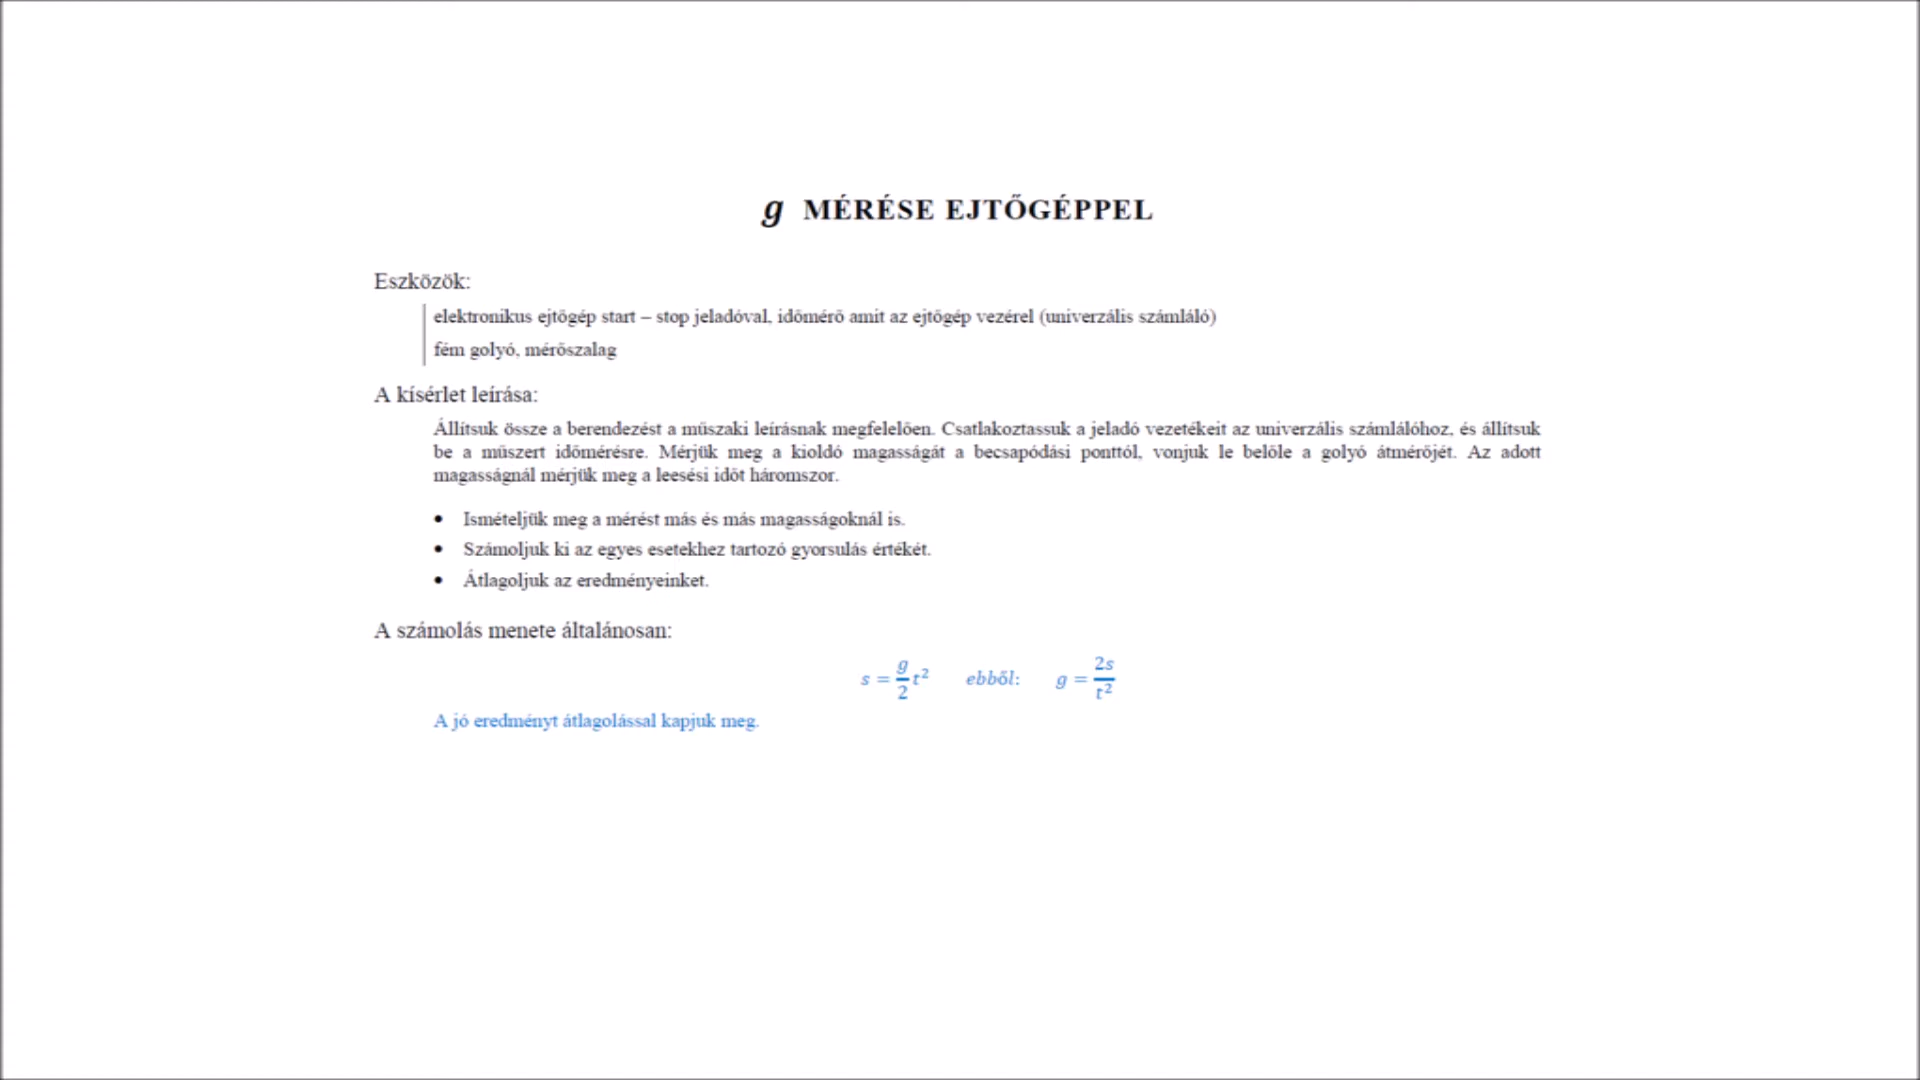 g MÉRÉSE EJTŐGÉPPEL
Eszközök:
elektronikus ejtőgép start – stop jeladóval, időmérő amit az ejtőgép vezérel (univerzális számláló)
fém golyó, mérőszalag
A kísérlet leírása:
Állítsuk össze a berendezést a műszaki leírásnak megfelelően. Csatlakoztassuk a jeladó vezetékeit az univerzális számlálóhoz, és állítsuk
be a műszert időmérésre. Mérjük meg a kioldó magasságát a becsapódási ponttól, vonjuk le belőle a golyó átmérőjét. Az adott
magasságnál mérjük meg a leesési időt háromszor.
• Ismételjük meg a mérést más és más magasságoknál is.
• Számoljuk ki az egyes esetekhez tartozó gyorsulás értékét.
• Átlagoljuk az eredményeinket.
A számolás menete általánosan:
s = g/2 t² ebből: g = 2s/t²
A jó eredményt átlagolással kapjuk meg.